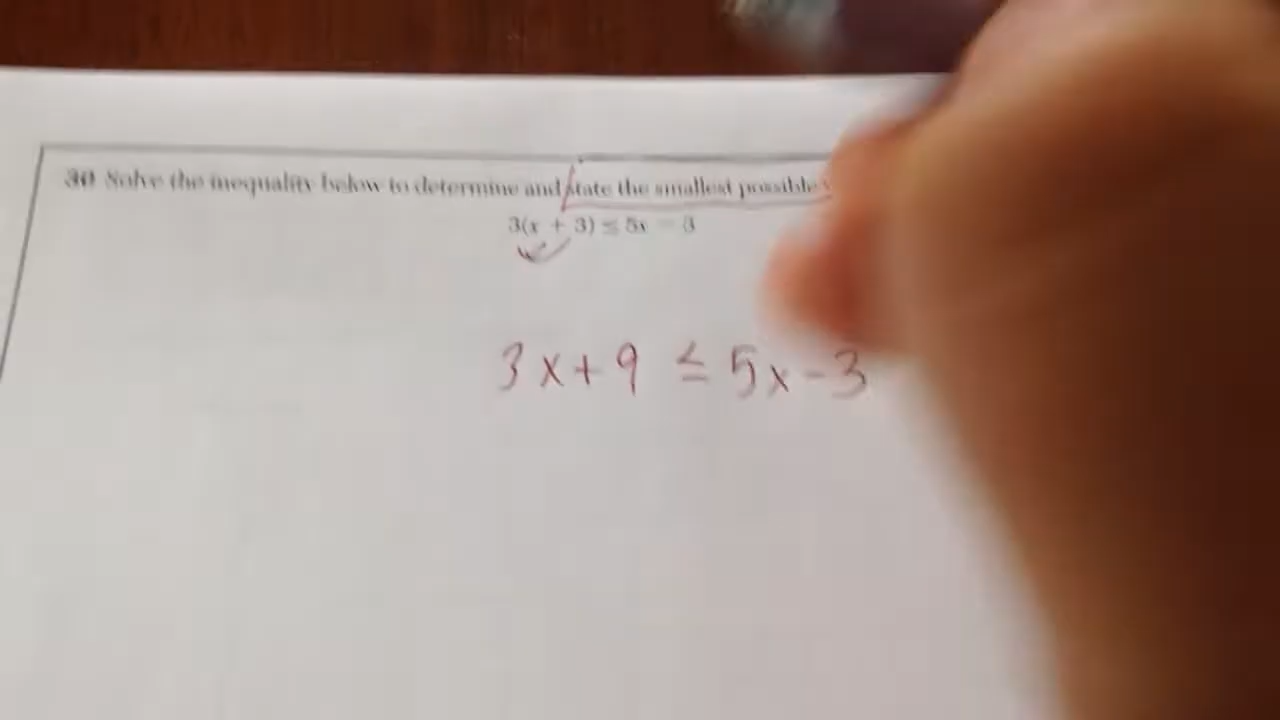 30 Solve the inequality below to determine and state the smallest possible
3(x + 3) ≤ 5x − 3
3x+9 ≤ 5x-3